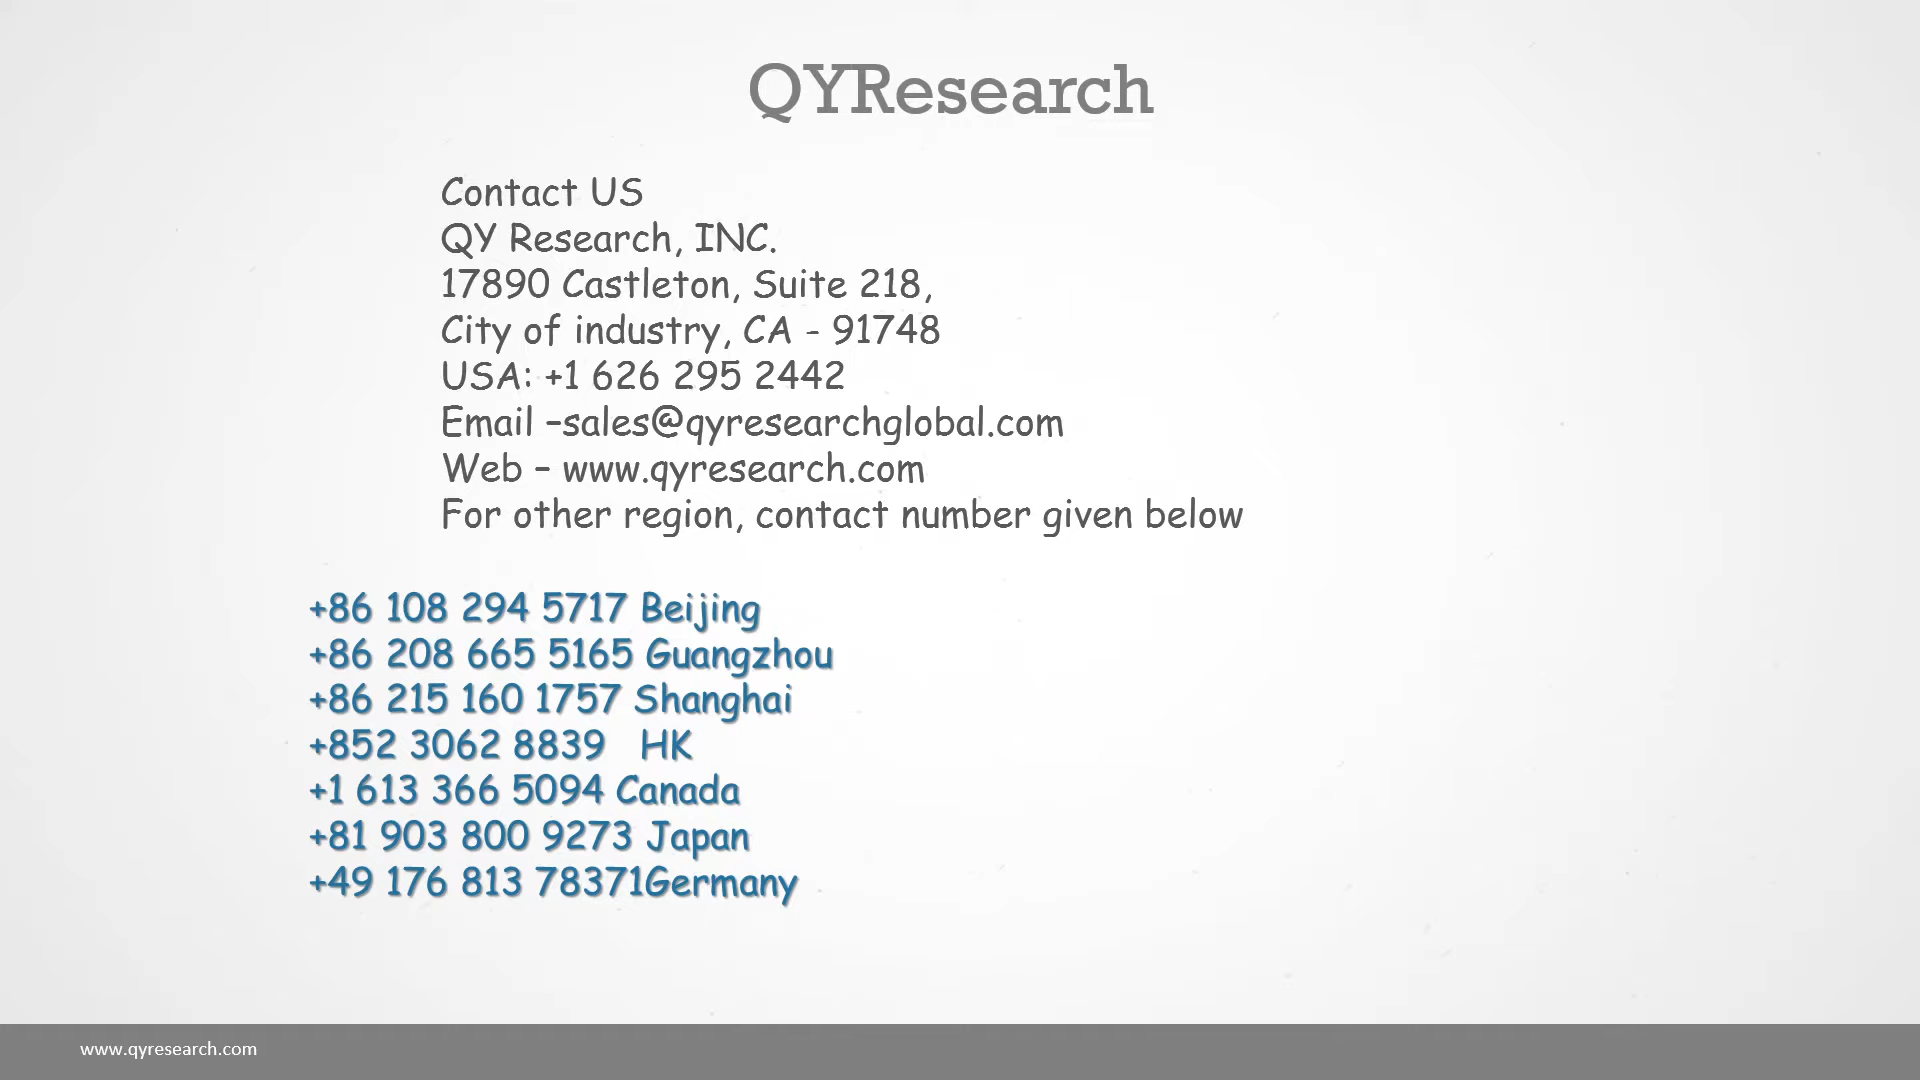 QYResearch
Contact US
QY Research, INC.
17890 Castleton, Suite 218,
City of industry, CA - 91748
USA: +1 626 295 2442
Email –sales@qyresearchglobal.com
Web – www.qyresearch.com
For other region, contact number given below
+86 108 294 5717 Beijing
+86 208 665 5165 Guangzhou
+86 215 160 1757 Shanghai
+852 3062 8839   HK
+1 613 366 5094 Canada
+81 903 800 9273 Japan
+49 176 813 78371Germany
www.qyresearch.com